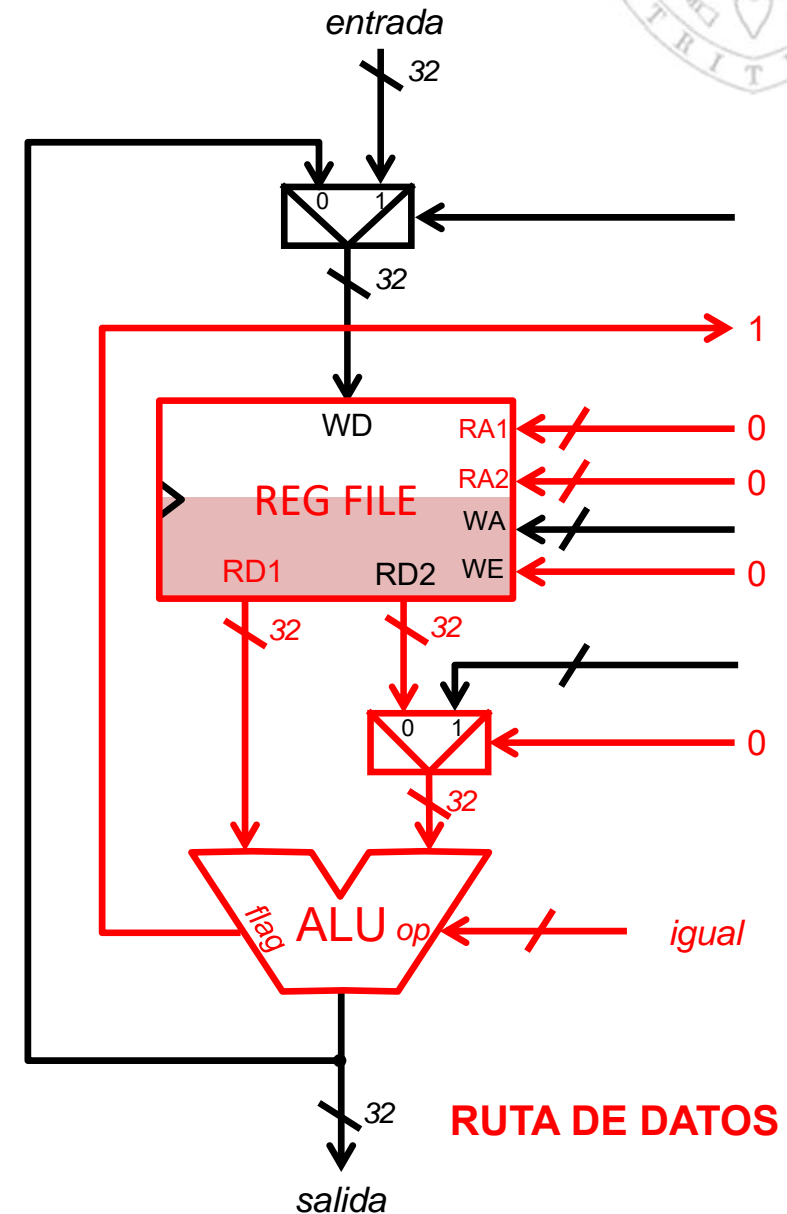 entrada
32
T R I T
0 1
32
1
WD
RA1 0
RA2 0
REG FILE
WA
RD1 RD2 WE 0
32 32
0 1
0
32
flag ALU op igual
32 RUTA DE DATOS
salida